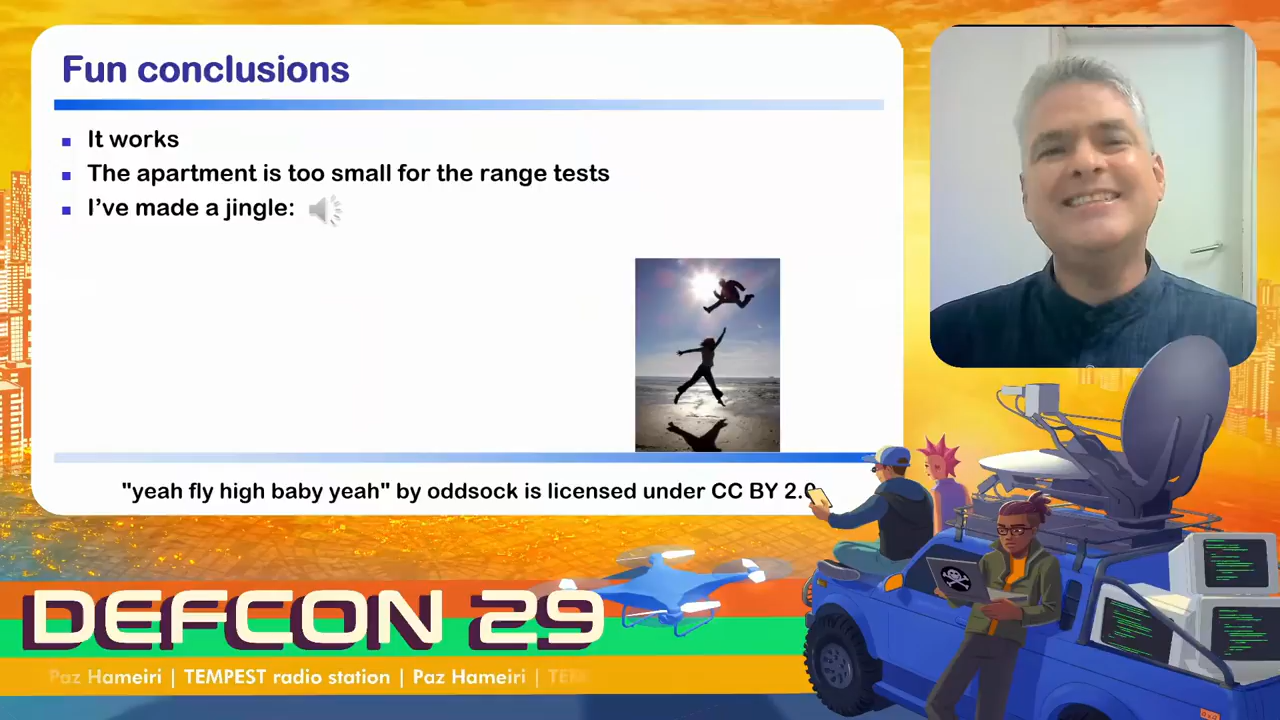 Fun conclusions
It works
The apartment is too small for the range tests
I've made a jingle:
"yeah fly high baby yeah" by oddsock is licensed under CC BY 2.0
DEFCON 29
Paz Hameiri | TEMPEST radio station | Paz Hameiri | TEM